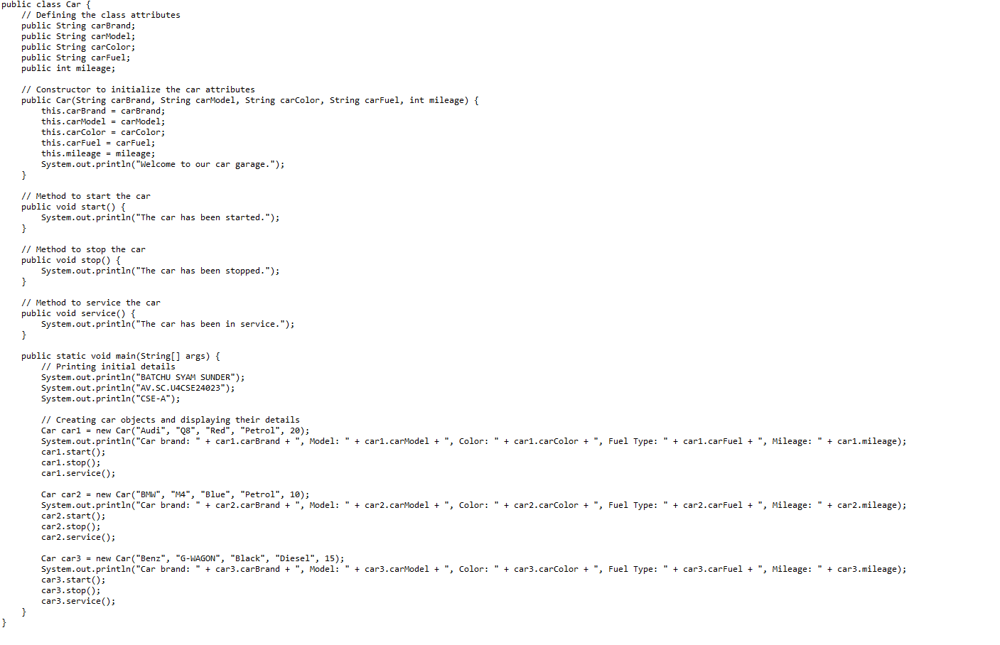 public class Car {
    // Defining the class attributes
    public String carBrand;
    public String carModel;
    public String carColor;
    public String carFuel;
    public int mileage;

    // Constructor to initialize the car attributes
    public Car(String carBrand, String carModel, String carColor, String carFuel, int mileage) {
        this.carBrand = carBrand;
        this.carModel = carModel;
        this.carColor = carColor;
        this.carFuel = carFuel;
        this.mileage = mileage;
        System.out.println("Welcome to our car garage.");
    }

    // Method to start the car
    public void start() {
        System.out.println("The car has been started.");
    }

    // Method to stop the car
    public void stop() {
        System.out.println("The car has been stopped.");
    }

    // Method to service the car
    public void service() {
        System.out.println("The car has been in service.");
    }

    public static void main(String[] args) {
        // Printing initial details
        System.out.println("BATCHU SYAM SUNDER");
        System.out.println("AV.SC.U4CSE24023");
        System.out.println("CSE-A");

        // Creating car objects and displaying their details
        Car car1 = new Car("Audi", "Q8", "Red", "Petrol", 20);
        System.out.println("Car brand: " + car1.carBrand + ", Model: " + car1.carModel + ", Color: " + car1.carColor + ", Fuel Type: " + car1.carFuel + ", Mileage: " + car1.mileage);
        car1.start();
        car1.stop();
        car1.service();

        Car car2 = new Car("BMW", "M4", "Blue", "Petrol", 10);
        System.out.println("Car brand: " + car2.carBrand + ", Model: " + car2.carModel + ", Color: " + car2.carColor + ", Fuel Type: " + car2.carFuel + ", Mileage: " + car2.mileage);
        car2.start();
        car2.stop();
        car2.service();

        Car car3 = new Car("Benz", "G-WAGON", "Black", "Diesel", 15);
        System.out.println("Car brand: " + car3.carBrand + ", Model: " + car3.carModel + ", Color: " + car3.carColor + ", Fuel Type: " + car3.carFuel + ", Mileage: " + car3.mileage);
        car3.start();
        car3.stop();
        car3.service();
    }
}